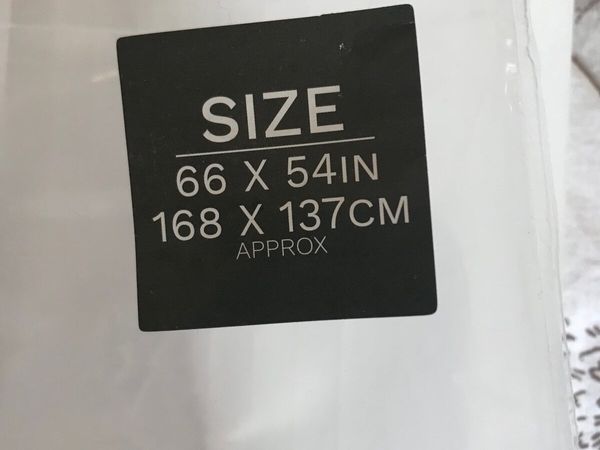 SIZE
66 X 54IN
168 X 137CM
APPROX